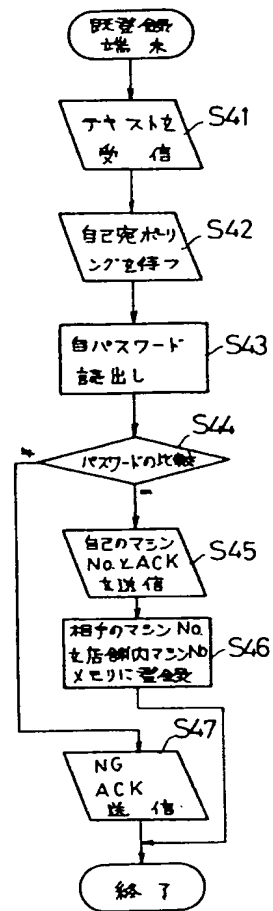 既登録
端末
テキストを
受信
S41
自己宛ポーリ
ングを待つ
S42
自パスワード
読出し
S43
パスワードの比較
S44
≠
=
自己のマシン
No.とACK
を送信
S45
相手のマシンNo.
を店舗内マシンNo
メモリに登録
S46
NG
ACK
送信
S47
終了